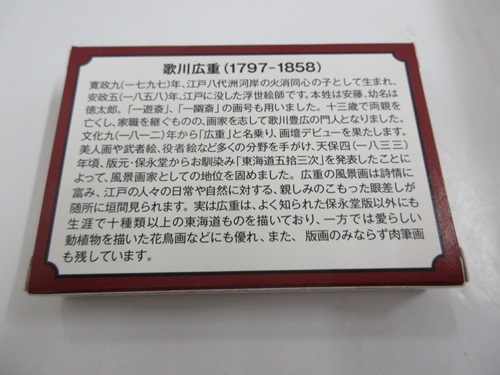 歌川広重（1797-1858）
寛政九（一七九七）年、江戸八代洲河岸の火消同心の子として生まれ、
安政五（一八五八）年、江戸に没した浮世絵師です。本姓は安藤、幼名は
徳太郎。「一遊斎」、「一幽斎」の画号も用いました。十三歳で両親を
亡くし、家職を継ぐものの、画家を志して歌川豊広の門人となりました。
文化九（一八一二）年から「広重」と名乗り、画壇デビューを果たします。
美人画や武者絵、役者絵など多くの分野を手がけ、天保四（一八三三）
年頃、版元・保永堂からお馴染み「東海道五拾三次」を発表したことに
よって、風景画家としての地位を固めました。広重の風景画は詩情に
富み、江戸の人々の日常や自然に対する、親しみのこもった眼差しが
随所に垣間見られます。実は広重は、よく知られた保永堂版以外にも
生涯で十種類以上の東海道ものを描いており、一方では愛らしい
動植物を描いた花鳥画などにも優れ、また、版画のみならず肉筆画
も残しています。